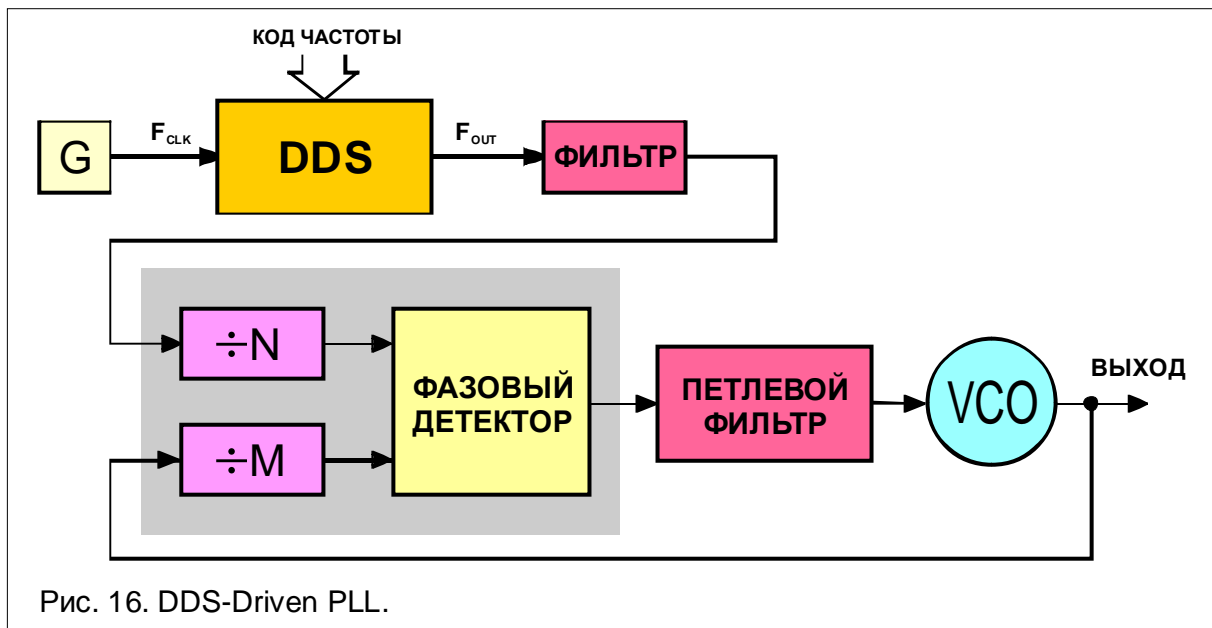 КОД ЧАСТОТЫ
G
FCLK
DDS
FOUT
ФИЛЬТР
÷N
ФАЗОВЫЙ
ДЕТЕКТОР
÷M
ПЕТЛЕВОЙ
ФИЛЬТР
VCO
ВЫХОД
Рис. 16. DDS-Driven PLL.